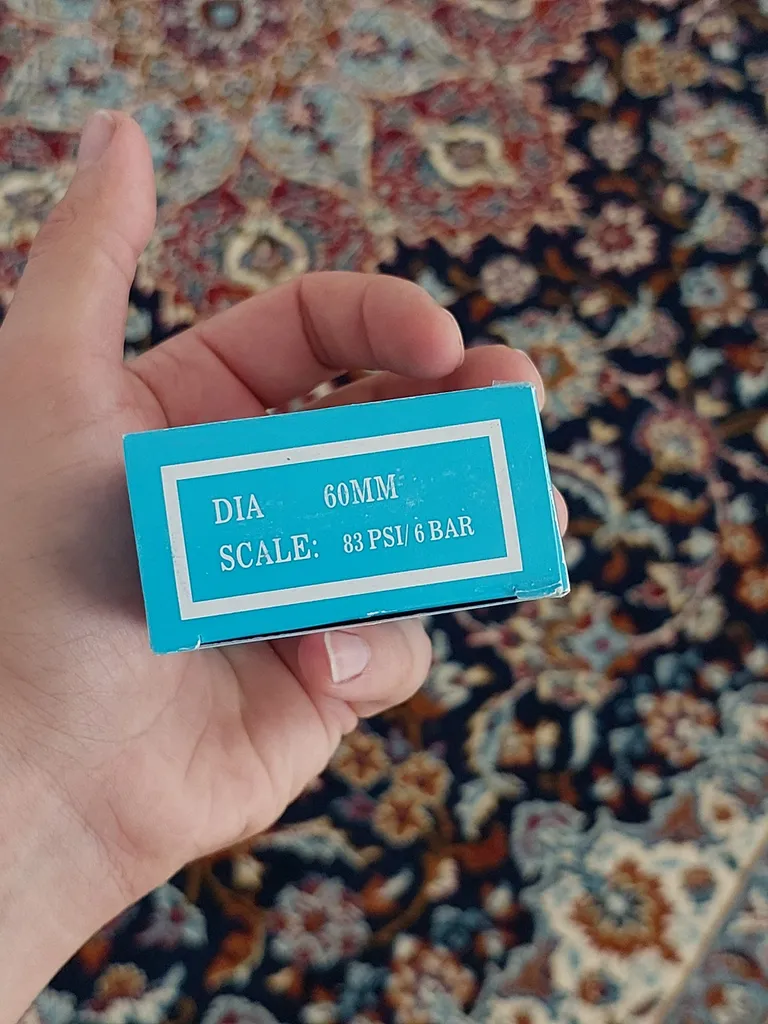 DIA 60MM
SCALE: 83 PSI/ 6 BAR